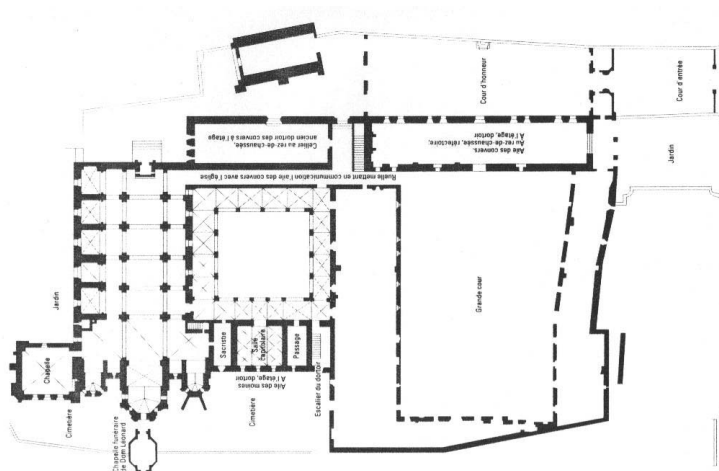 Cour d'honneur
Cour d'entrée
Cellier au rez-de-chaussée,
ancien dortoir des convers à l'étage
Aile des convers.
Au rez-de-chaussée, réfectoire,
A l'étage, dortoir
Jardin
Ruelle mettant en communication l'aile des convers avec l'église
Jardin
Grande cour
Chapelle
Sacristie
Salle
capitulaire
Passage
Escalier du dortoir
Aile des moines
A l'étage, dortoir
Cimetière
Cimetière
Chapelle funéraire
de Dom Léonard